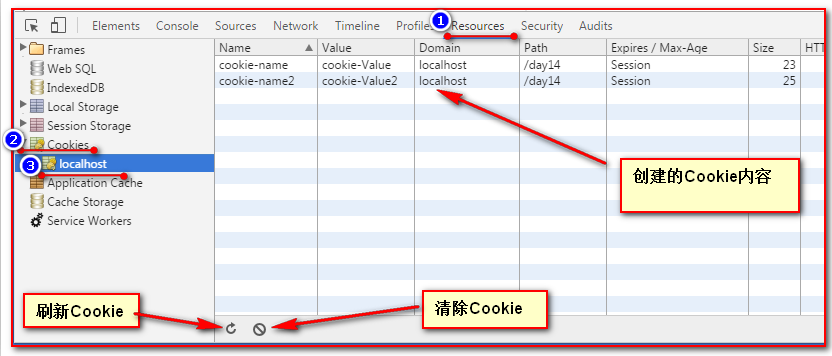 Elements Console Sources Network Timeline Profiles 1 Resources Security Audits
Frames
Web SQL
IndexedDB
Local Storage
Session Storage
2 Cookies
3 localhost
Application Cache
Cache Storage
Service Workers
Name Value Domain Path Expires / Max-Age Size HTT
cookie-name cookie-Value localhost /day14 Session 23
cookie-name2 cookie-Value2 localhost /day14 Session 25
创建的Cookie内容
刷新Cookie
清除Cookie